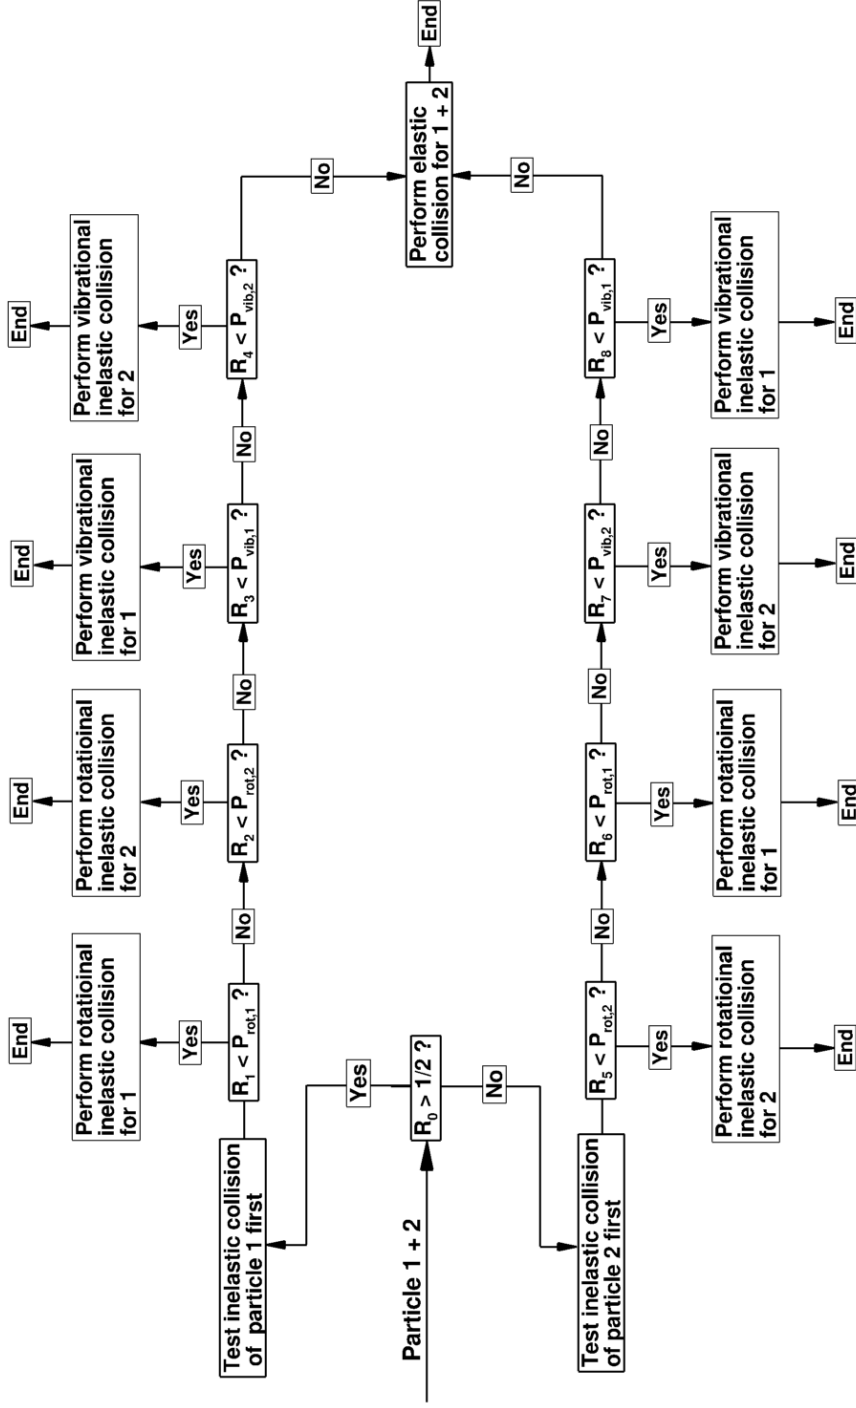 End
End
End
End
Perform rotatioinal
inelastic collision
for 1
Perform rotatioinal
inelastic collision
for 2
Perform vibrational
inelastic collision
for 1
Perform vibrational
inelastic collision
for 2
Yes
Yes
Yes
Yes
Test inelastic collision
of particle 1 first
R0 1 < Prot,1 ?
No
R2 < Prot,2 ?
No
R3 < Pvib,1 ?
No
R4 < Pvib,2 ?
Yes
No
Particle 1 + 2
R0 > 1/2 ?
Perform elastic
collision for 1 + 2
End
No
No
Test inelastic collision
of particle 2 first
R5 < Prot,2 ?
No
R6 < Prot,1 ?
No
R7 < Pvib,2 ?
No
R8 < Pvib,1 ?
Yes
Yes
Yes
Yes
Perform rotatioinal
inelastic collision
for 2
Perform rotatioinal
inelastic collision
for 1
Perform vibrational
inelastic collision
for 2
Perform vibrational
inelastic collision
for 1
End
End
End
End